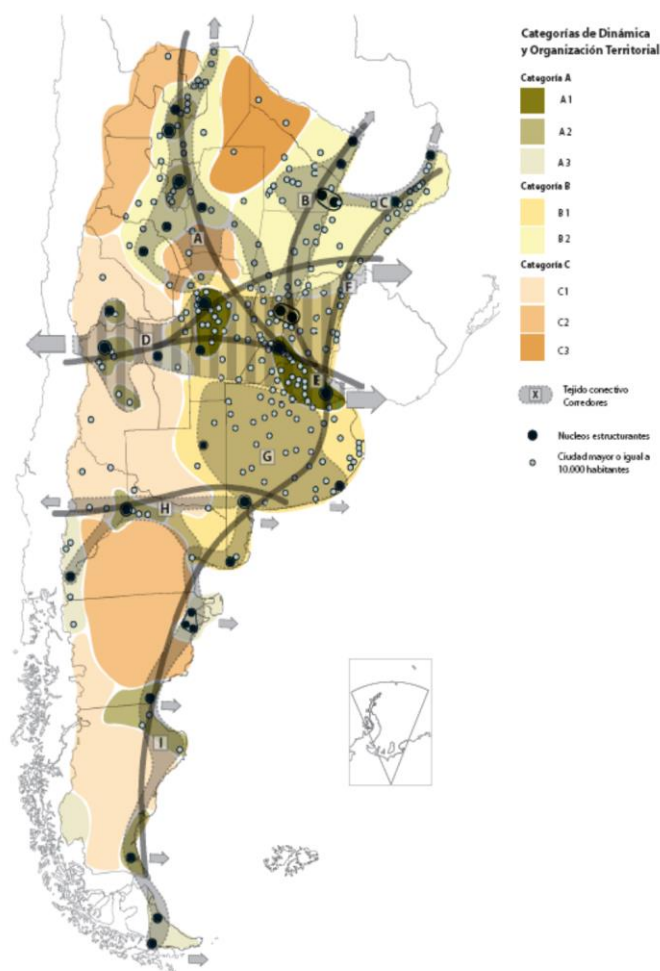 Categorías de Dinámica
y Organización Territorial
Categoría A
A 1
A 2
A 3
Categoría B
B 1
B 2
Categoría C
C1
C2
C3
X
Tejido conectivo
Corredores
Nucleos estructurantes
Ciudad mayor o igual a
10.000 habitantes
B
C
A
F
D
E
G
H
I